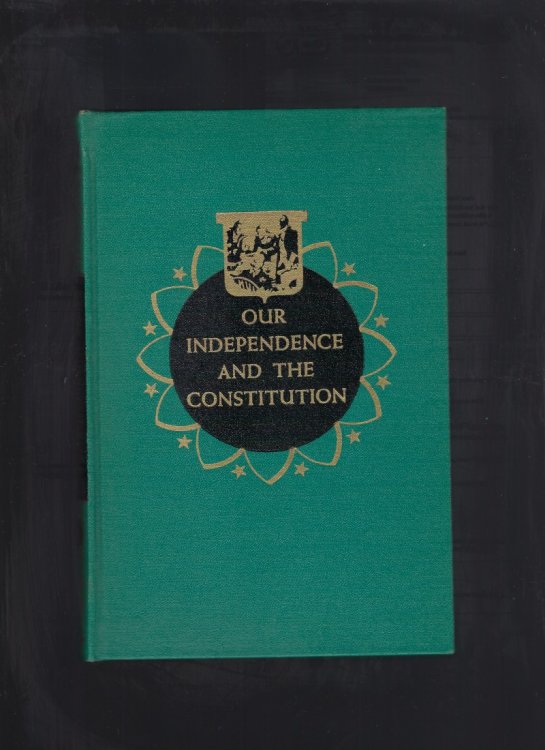 OUR
INDEPENDENCE
AND THE
CONSTITUTION